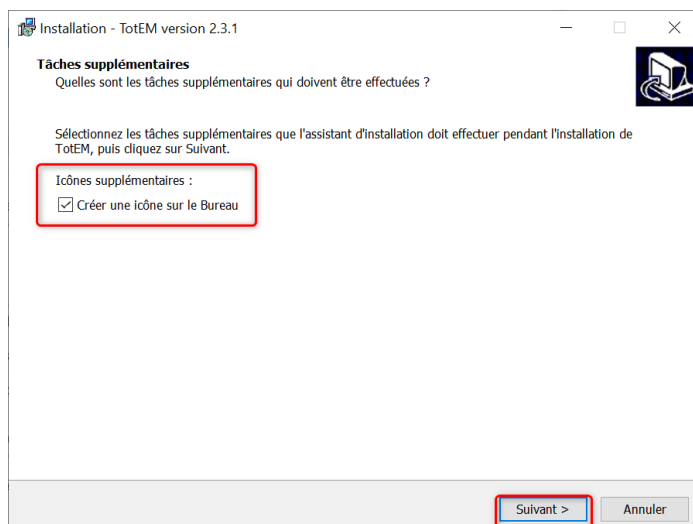 Installation - TotEM version 2.3.1
Tâches supplémentaires
Quelles sont les tâches supplémentaires qui doivent être effectuées ?
Sélectionnez les tâches supplémentaires que l'assistant d'installation doit effectuer pendant l'installation de
TotEM, puis cliquez sur Suivant.
Icônes supplémentaires :
Créer une icône sur le Bureau
Suivant >
Annuler